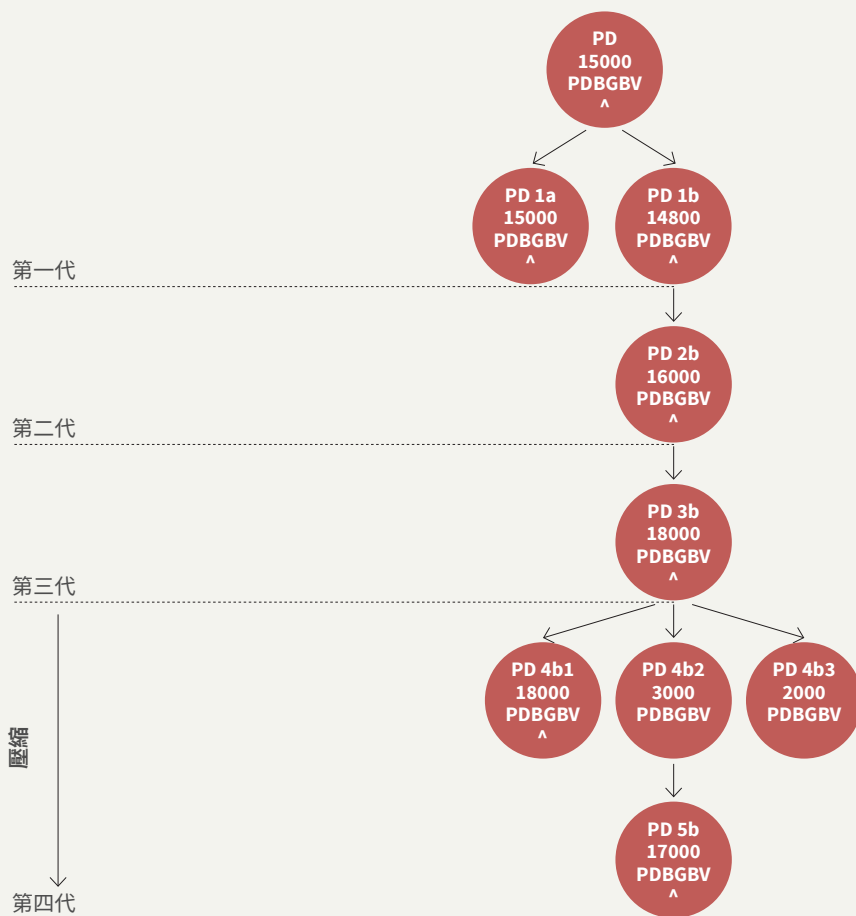 PD
15000
PDBGBV
^
PD 1a
15000
PDBGBV
^
PD 1b
14800
PDBGBV
^
第一代
PD 2b
16000
PDBGBV
^
第二代
PD 3b
18000
PDBGBV
^
第三代
PD 4b1
18000
PDBGBV
^
PD 4b2
3000
PDBGBV
PD 4b3
2000
PDBGBV
壓縮
PD 5b
17000
PDBGBV
^
第四代